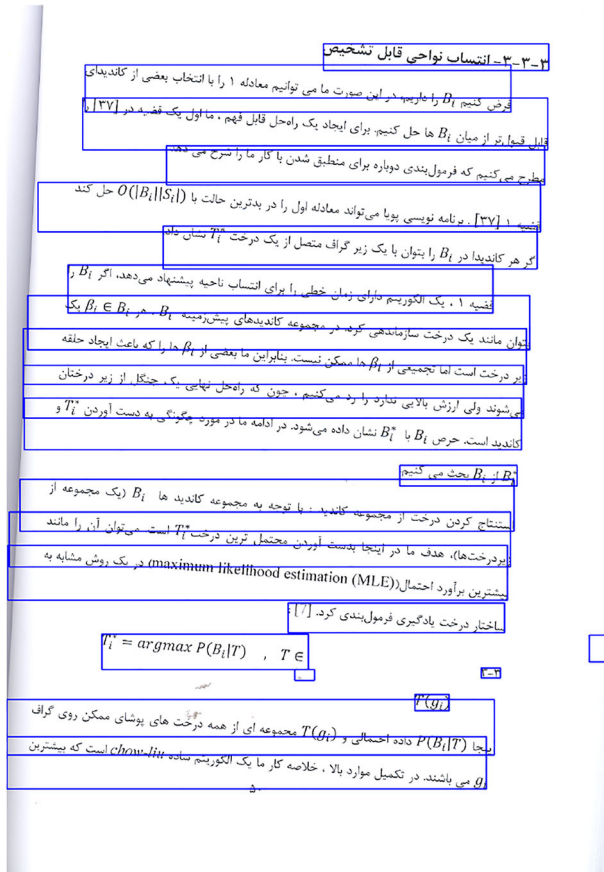 ۳-۳-۳- انتساب نواحی قابل تشخیص
فرض کنیم Bi را داریم، در این صورت ما می توانیم معادله ۱ را با انتخاب بعضی از کاندیدای
قابل قبول‌تر از میان Bi ها حل کنیم. برای ایجاد یک راه‌حل قابل فهم ، ما اول یک قضیه در [۳۷] را
مطرح می‌کنیم که فرمول‌بندی دوباره برای منطبق شدن با کار ما را شرح می دهد.
قضیه ۱ [۳۷] . برنامه نویسی پویا می‌تواند معادله اول را در بدترین حالت با O(|Bi||Si|) حل کند
گر هر کاندیدا در Bi را بتوان با یک زیر گراف متصل از یک درخت Ti* نشان داد.
قضیه ۱ ، یک الگوریتم دارای زمان خطی را برای انتساب ناحیه پیشنهاد می‌دهد، اگر Bi را
بتوان مانند یک درخت سازماندهی کرد. در مجموعه کاندیدهای پیش‌زمینه Bi ، هر βi ∈ Bi یک
زیر درخت است اما تجمیعی از βi ها ممکن نیست. بنابراین ما بعضی از βi ها را که باعث ایجاد حلقه
می‌شوند ولی ارزش بالایی ندارد را رد می‌کنیم ، چون که راه‌حل نهایی یک جنگل از زیر درختان
کاندید است. حرص Bi با Bi* نشان داده می‌شود. در ادامه ما در مورد چگونگی به دست آوردن Ti* و
Bi* از Bi بحث می کنیم
استنتاج کردن درخت از مجموعه کاندید : با توجه به مجموعه کاندید ها Bi (یک مجموعه از
زیردرخت‌ها)، هدف ما در اینجا بدست آوردن محتمل ترین درخت Ti* است. می‌توان آن را مانند
بیشترین برآورد احتمال((maximum likelihood estimation (MLE) در یک روش مشابه به
ساختار درخت یادگیری فرمول‌بندی کرد. [7] :
Ti* = argmax P(Bi|T) , T ∈
۳-۳
T(gi)
ینجا P(Bi|T) داده احتمالی و T(gi) مجموعه ای از همه درخت های پوشای ممکن روی گراف
gi می باشند. در تکمیل موارد بالا ، خلاصه کار ما یک الگوریتم ساده chow-liu است که بیشترین
۵۰